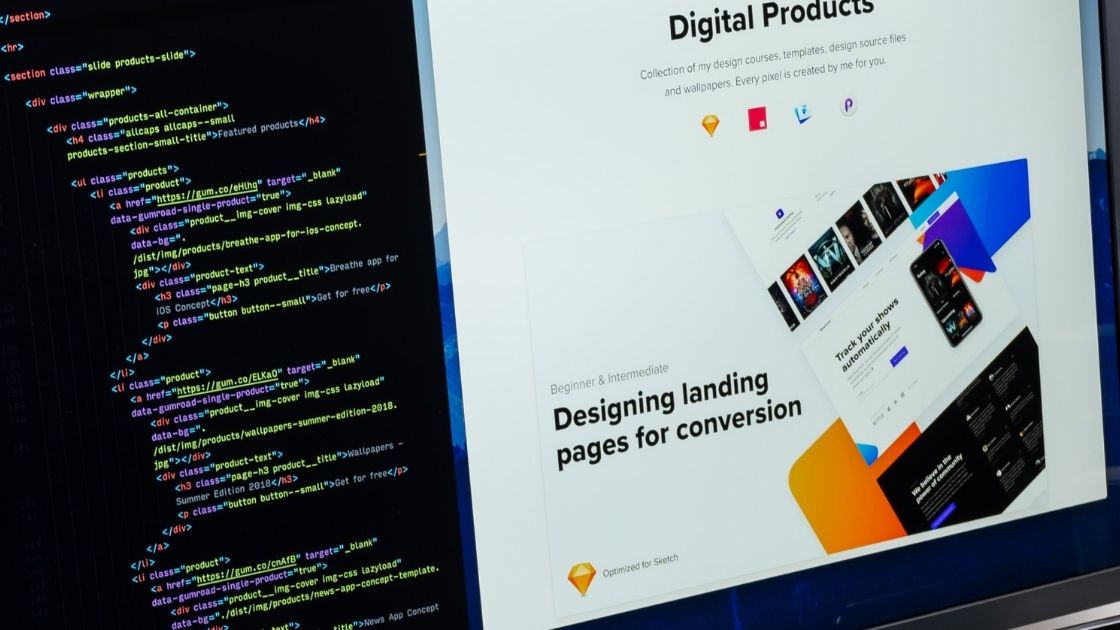 </section>
<hr>
<section class="slide products-slide">
<div class="wrapper">
<div class="products-all-container">
<h4 class="allcaps allcaps--small
products-section-small-title">Featured products</h4>
<ul class="products">
<li class="product">
<a href="https://gum.co/eHlhq" target="_blank"
data-gumroad-single-product="true">
<div class="product__img-cover img-css lazyload"
data-bg=".
/dist/img/products/breathe-app-for-ios-concept.
jpg"></div>
<div class="product-text">
<h3 class="page-h3 product__title">Breathe app for
iOS Concept</h3>
<p class="button button--small">Get for free</p>
</div>
</a>
</li>
<li class="product">
<a href="https://gum.co/ELKaO" target="_blank"
data-gumroad-single-product="true">
<div class="product__img-cover img-css lazyload"
data-bg=".
/dist/img/products/wallpapers-summer-edition-2018.
jpg"></div>
<div class="product-text">
<h3 class="page-h3 product__title">Wallpapers -
Summer Edition 2018</h3>
<p class="button button--small">Get for free</p>
</div>
</a>
</li>
<li class="product">
<a href="https://gum.co/cnAfB" target="_blank"
data-gumroad-single-product="true">
<div class="product__img-cover img-css lazyload"
data-bg="./dist/img/products/news-app-concept-template.
jpg"></div>
text">
title">News App Concept
Digital Products
Collection of my design courses, templates, design source files
and wallpapers. Every pixel is created by me for you.
Beginner & Intermediate
Designing landing
pages for conversion
Optimized for Sketch
Track your shows
automatically
We believe in the
power of community